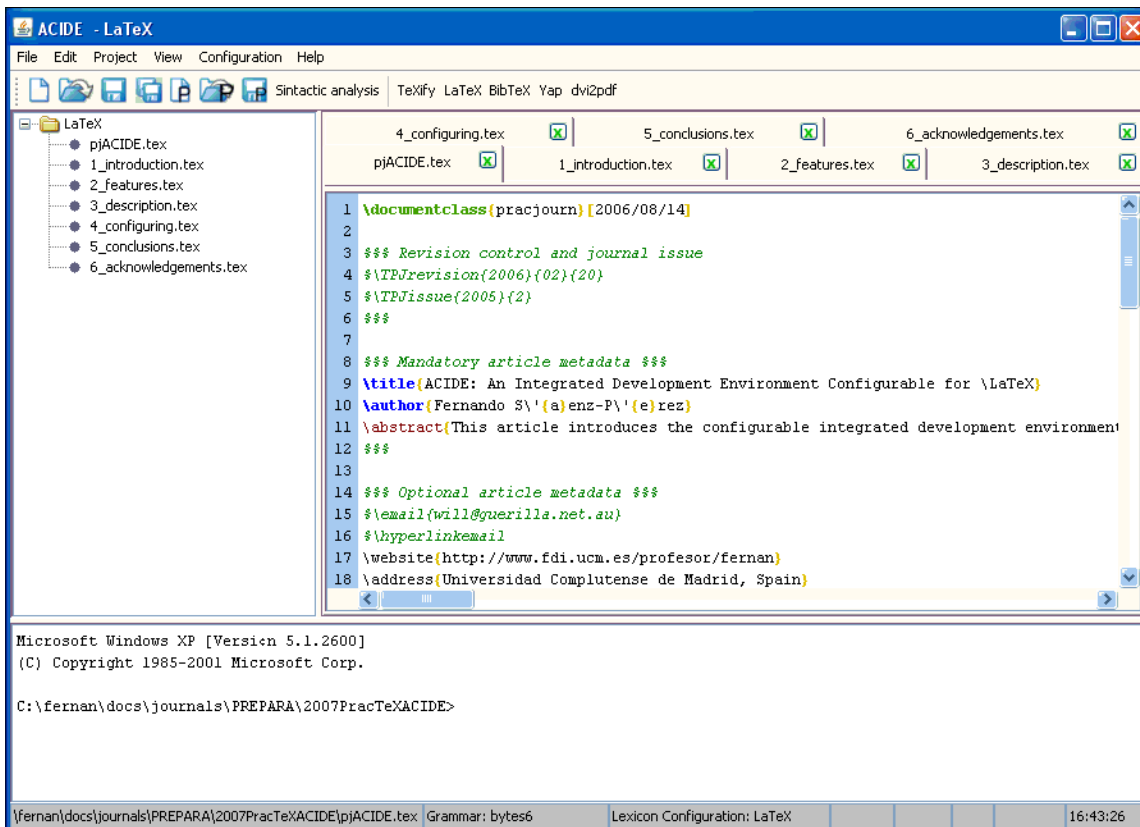 ACIDE - LaTeX
File Edit Project View Configuration Help
Sintactic analysis TeXify LaTeX BibTeX Yap dvi2pdf
LaTeX
pjACIDE.tex
1_introduction.tex
2_features.tex
3_description.tex
4_configuring.tex
5_conclusions.tex
6_acknowledgements.tex
4_configuring.tex 5_conclusions.tex 6_acknowledgements.tex
pjACIDE.tex 1_introduction.tex 2_features.tex 3_description.tex
1 \documentclass{pracjourn}[2006/08/14]
2
3 $$$ Revision control and journal issue
4 $\TPJrevision{2006}{02}{20}
5 $\TPJissue{2005}{2}
6 $$$
7
8 $$$ Mandatory article metadata $$$
9 \title{ACIDE: An Integrated Development Environment Configurable for \LaTeX}
10 \author{Fernando S\'{a}enz-P\'{e}rez}
11 \abstract{This article introduces the configurable integrated development environment
12 $$$
13
14 $$$ Optional article metadata $$$
15 $\email{will@guerilla.net.au}
16 $\hyperlinkemail
17 \website{http://www.fdi.ucm.es/profesor/fernan}
18 \address{Universidad Complutense de Madrid, Spain}
Microsoft Windows XP [Versi¢n 5.1.2600]
(C) Copyright 1985-2001 Microsoft Corp.
C:\fernan\docs\journals\PREPARA\2007PracTeXACIDE>
\fernan\docs\journals\PREPARA\2007PracTeXACIDE\pjACIDE.tex Grammar: bytes6 Lexicon Configuration: LaTeX 16:43:26